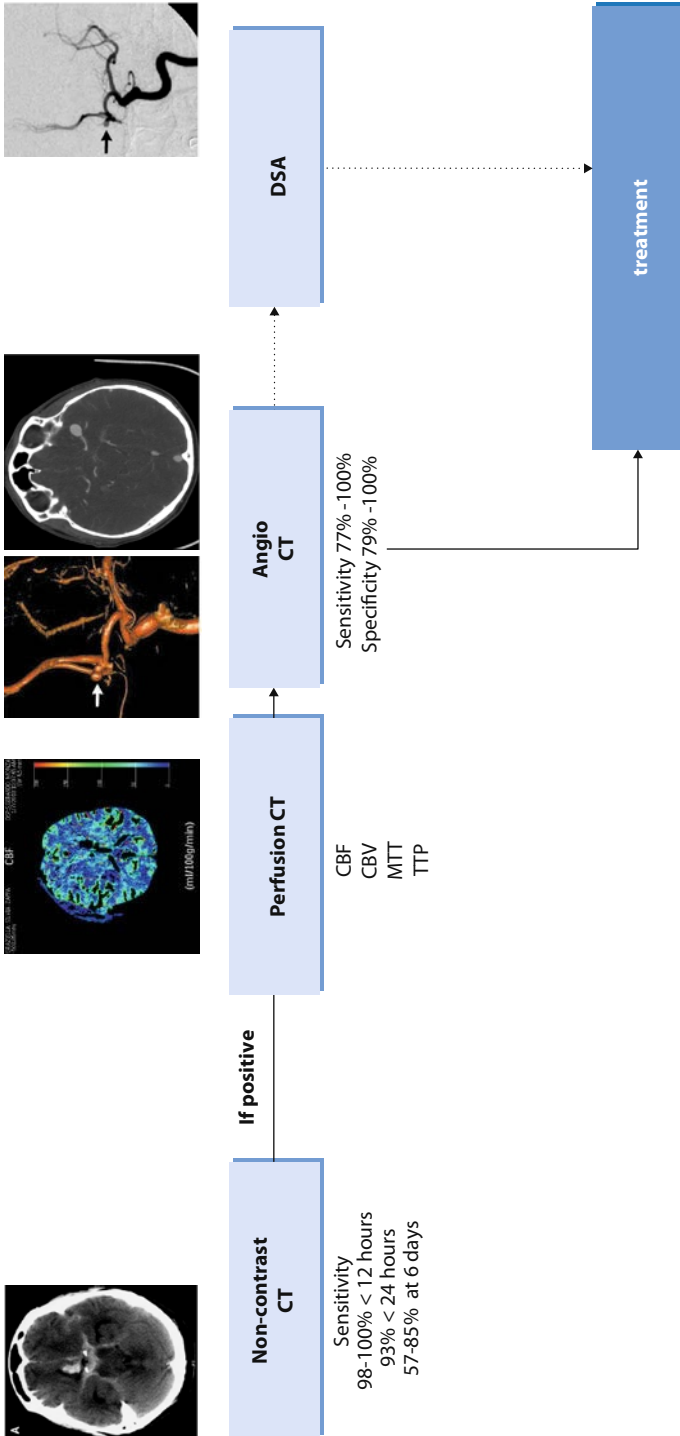 A
Non-contrast
CT
Sensitivity
98-100% < 12 hours
93% < 24 hours
57-85% at 6 days
If positive
CBF
(ml/100g/min)
Perfusion CT
CBF
CBV
MTT
TTP
Angio
CT
Sensitivity 77% -100%
Specificity 79% -100%
DSA
treatment